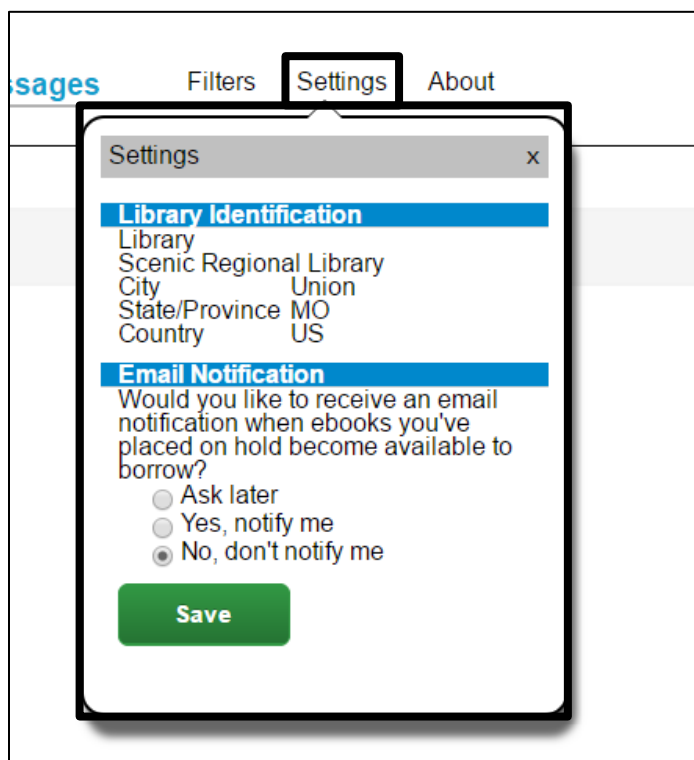 ssages Filters Settings About
Settings x
Library Identification
Library
Scenic Regional Library
City Union
State/Province MO
Country US
Email Notification
Would you like to receive an email
notification when ebooks you've
placed on hold become available to
borrow?
Ask later
Yes, notify me
No, don't notify me
Save